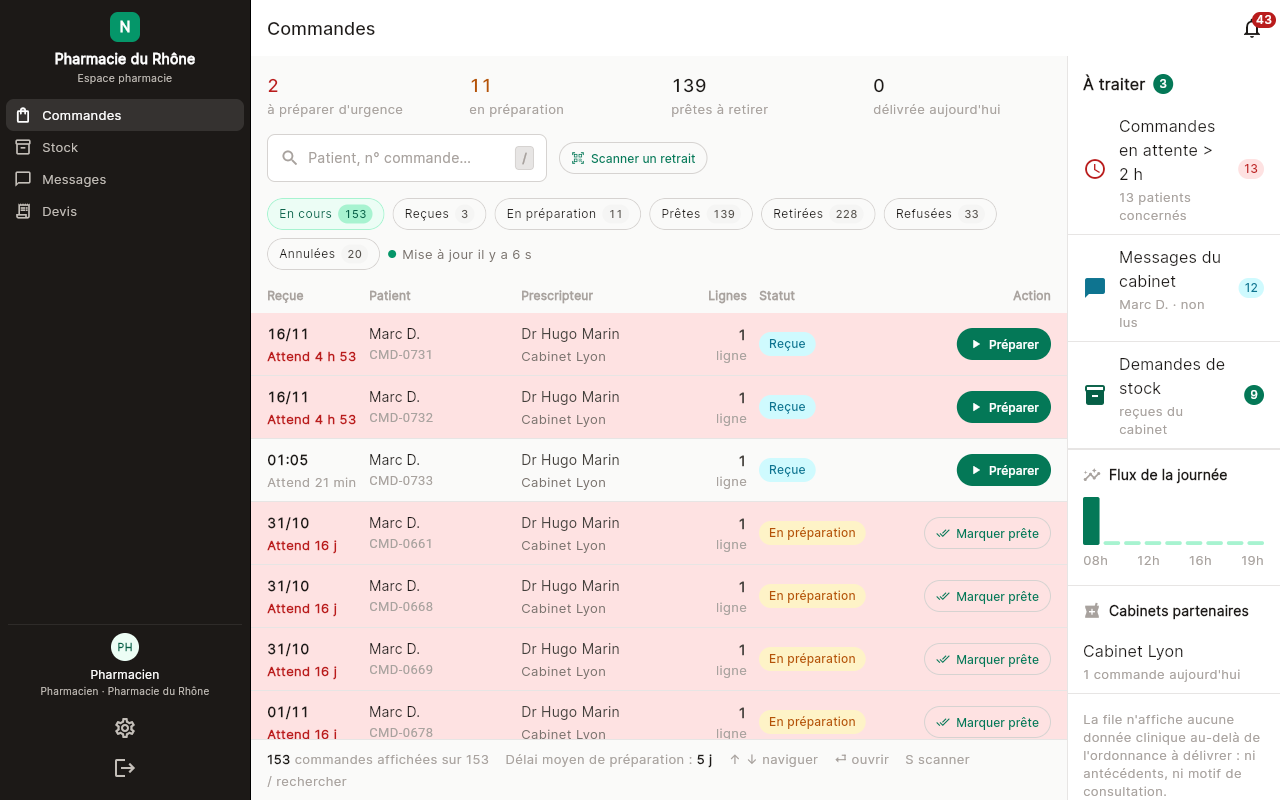 N
Pharmacie du Rhône
Espace pharmacie
Commandes
Stock
Messages
Devis
PH
Pharmacien
Pharmacien · Pharmacie du Rhône
Commandes
43
2
à préparer d'urgence
11
en préparation
139
prêtes à retirer
0
délivrée aujourd'hui
Patient, n° commande... /
Scanner un retrait
En cours 153
Reçues 3
En préparation 11
Prêtes 139
Retirées 228
Refusées 33
Annulées 20
Mise à jour il y a 6 s
Reçue Patient Prescripteur Lignes Statut Action
16/11 Marc D. Dr Hugo Marin 1 Reçue Préparer
Attend 4 h 53 CMD-0731 Cabinet Lyon ligne
16/11 Marc D. Dr Hugo Marin 1 Reçue Préparer
Attend 4 h 53 CMD-0732 Cabinet Lyon ligne
01:05 Marc D. Dr Hugo Marin 1 Reçue Préparer
Attend 21 min CMD-0733 Cabinet Lyon ligne
31/10 Marc D. Dr Hugo Marin 1 En préparation Marquer prête
Attend 16 j CMD-0661 Cabinet Lyon ligne
31/10 Marc D. Dr Hugo Marin 1 En préparation Marquer prête
Attend 16 j CMD-0668 Cabinet Lyon ligne
31/10 Marc D. Dr Hugo Marin 1 En préparation Marquer prête
Attend 16 j CMD-0669 Cabinet Lyon ligne
01/11 Marc D. Dr Hugo Marin 1 En préparation Marquer prête
Attend 16 j CMD-0678 Cabinet Lyon ligne
153 commandes affichées sur 153 Délai moyen de préparation : 5 j ↑ ↓ naviguer ↵ ouvrir S scanner
/ rechercher
À traiter 3
Commandes
en attente >
2 h
13
13 patients
concernés
Messages du
cabinet
12
Marc D. · non
lus
Demandes de
stock
9
reçues du
cabinet
Flux de la journée
08h 12h 16h 19h
Cabinets partenaires
Cabinet Lyon
1 commande aujourd'hui
La file n'affiche aucune
donnée clinique au-delà de
l'ordonnance à délivrer : ni
antécédents, ni motif de
consultation.